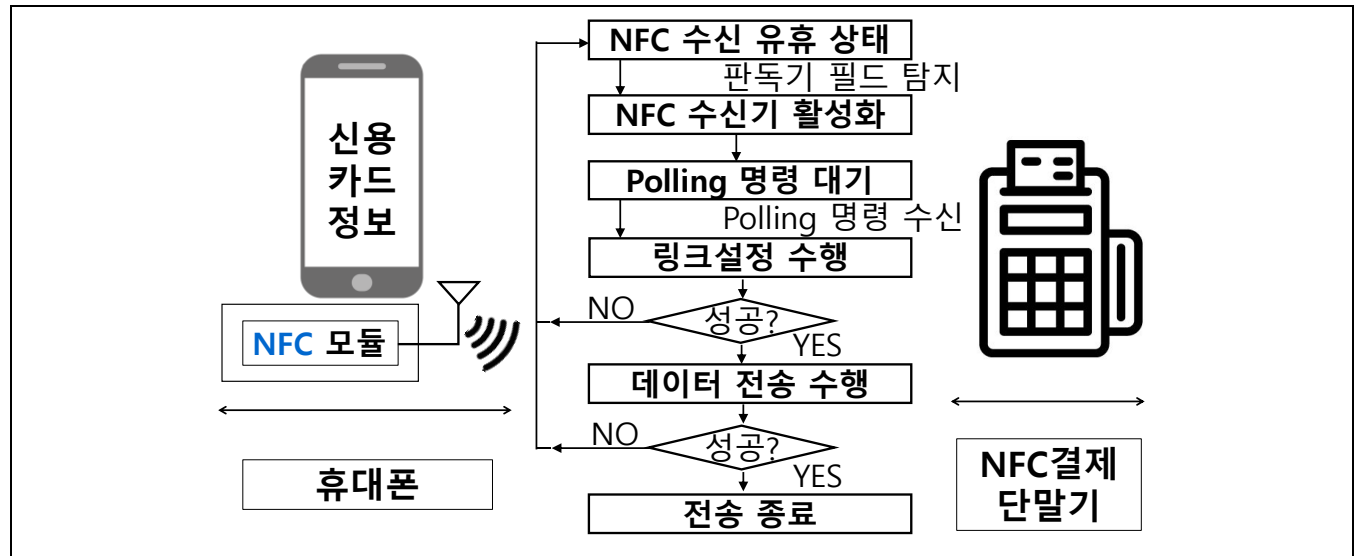 신용
카드
정보
NFC 모듈
휴대폰
NFC 수신 유휴 상태
판독기 필드 탐지
NFC 수신기 활성화
Polling 명령 대기
Polling 명령 수신
링크설정 수행
성공?
NO
YES
데이터 전송 수행
성공?
NO
YES
전송 종료
NFC결제
단말기